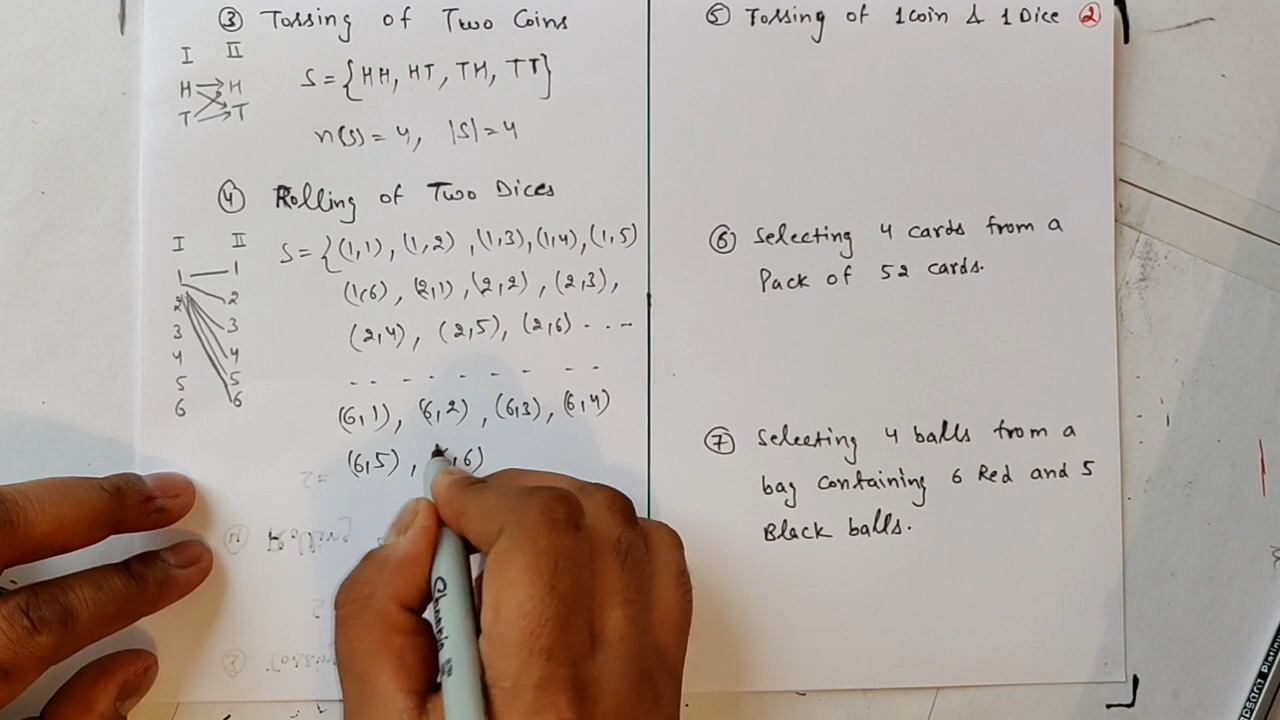 ③ Tossing of Two Coins
I II
H H
T T
S = {HH, HT, TH, TT}
n(S) = 4, |S| = 4
④ Rolling of Two Dices
I II
1 1
2 2
3 3
4 4
5 5
6 6
S = {(1,1), (1,2), (1,3), (1,4), (1,5)
(1,6), (2,1), (2,2), (2,3),
(2,4), (2,5), (2,6) - - -
- - - - - - - - -
(6,1), (6,2), (6,3), (6,4)
(6,5), ,6)
⑤ Tossing of 1 Coin & 1 Dice ②
⑥ Selecting 4 cards from a
Pack of 52 cards.
⑦ Selecting 4 balls from a
bag containing 6 Red and 5
Black balls.